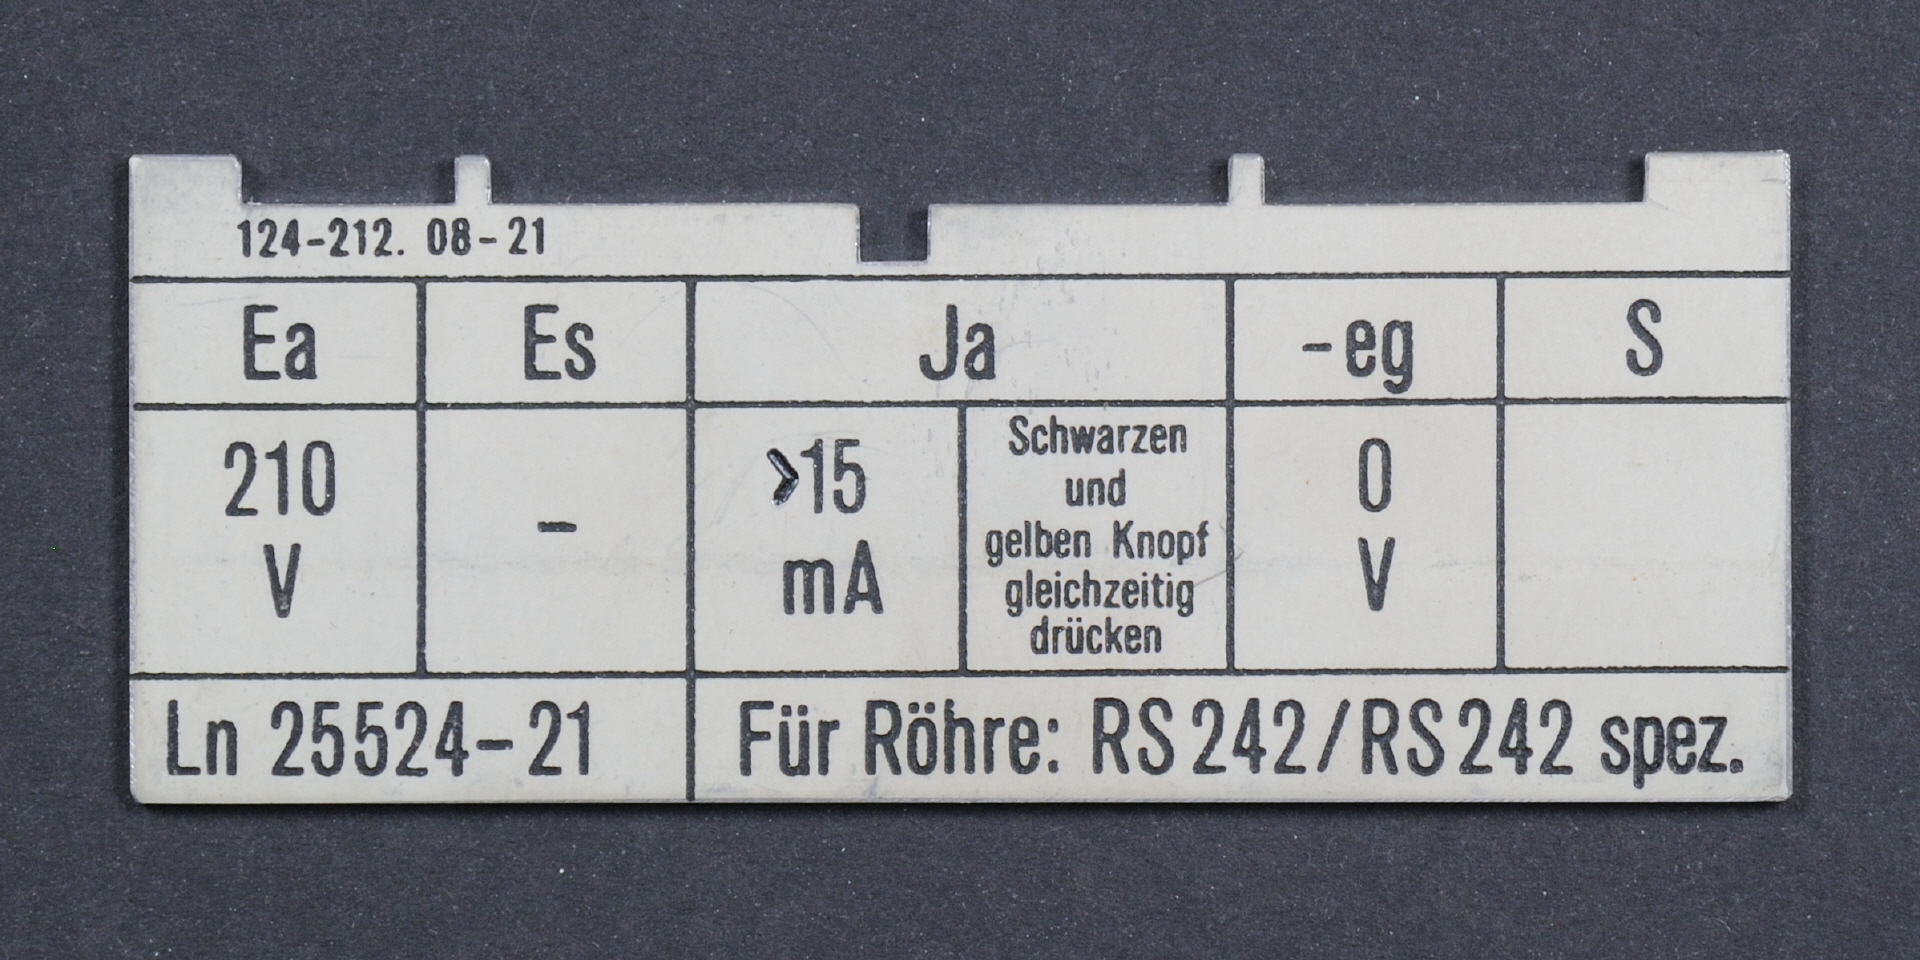 124-212. 08-21
Ea Es Ja -eg S
210 V
-
>15 mA
Schwarzen
und
gelben Knopf
gleichzeitig
drücken
0 V
Ln 25524-21
Für Röhre: RS 242/RS 242 spez.